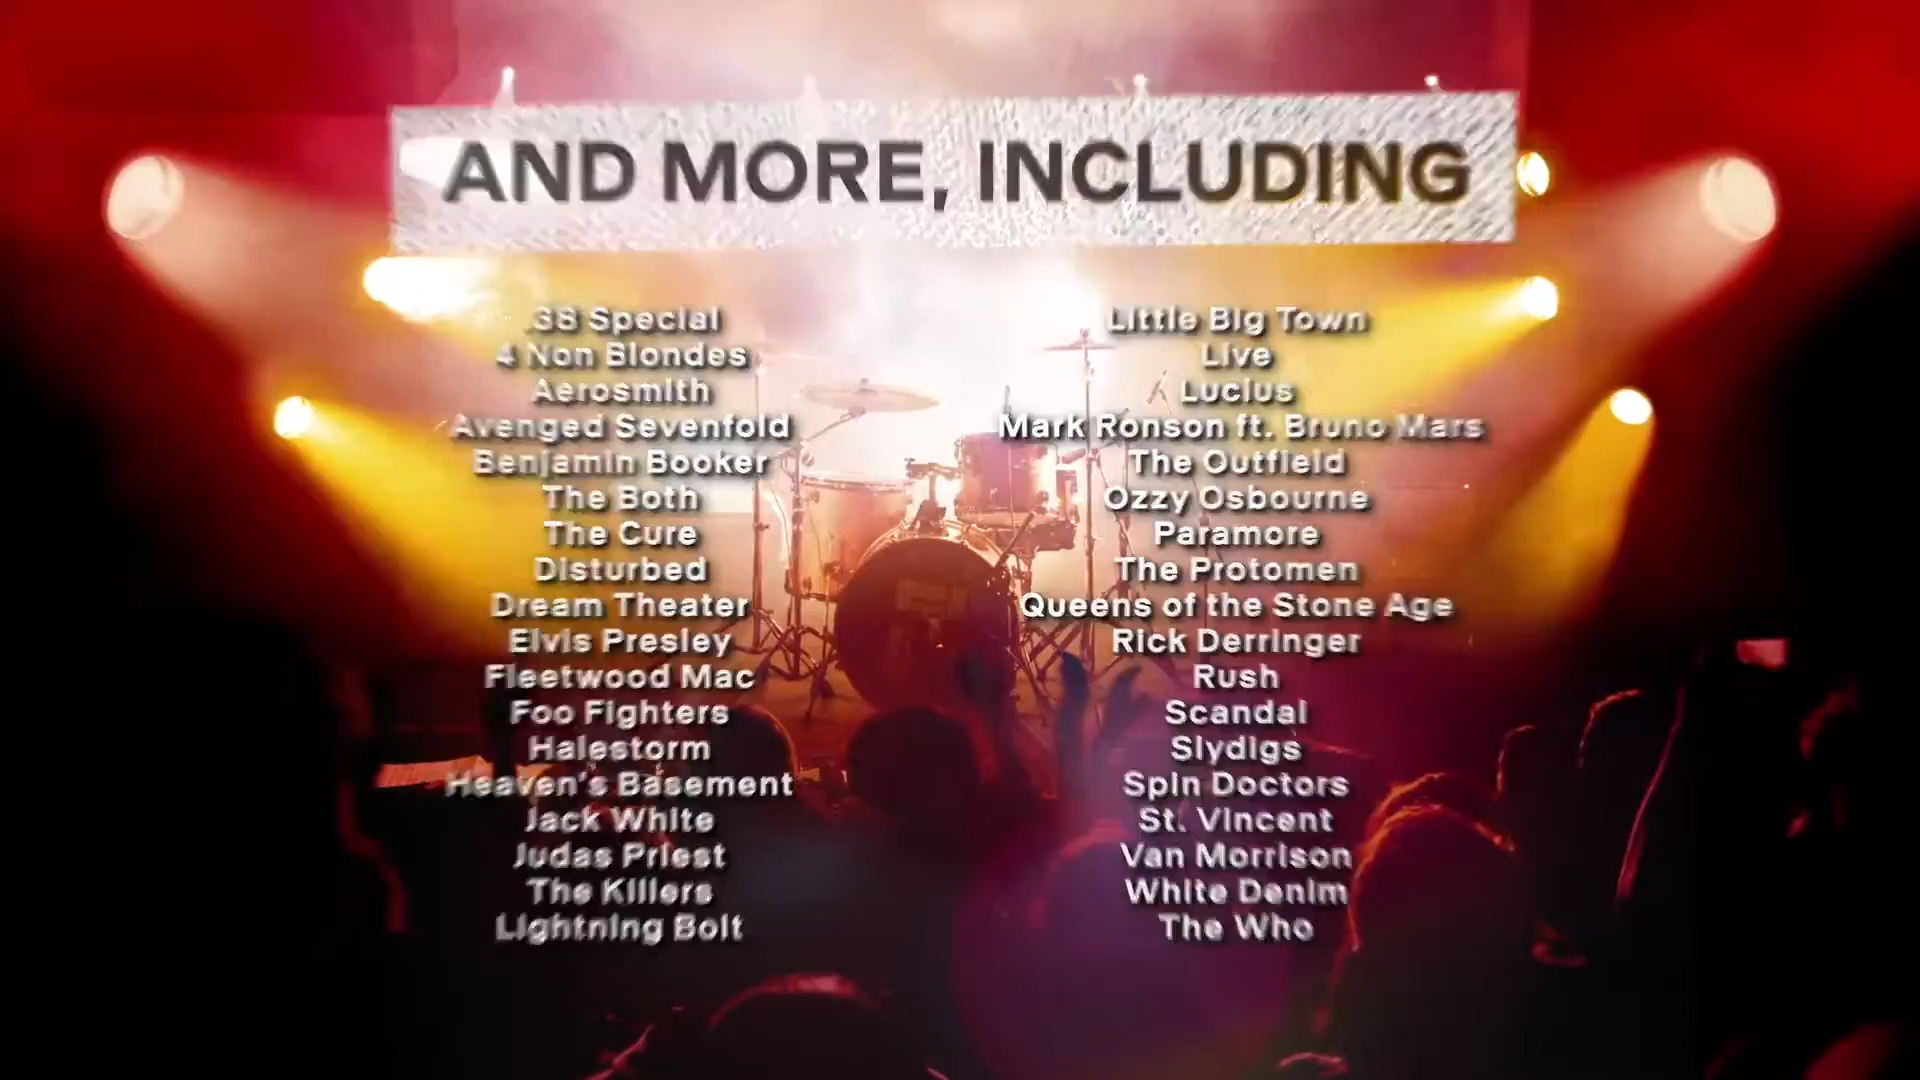 AND MORE, INCLUDING
.38 Special
4 Non Blondes
Aerosmith
Avenged Sevenfold
Benjamin Booker
The Both
The Cure
Disturbed
Dream Theater
Elvis Presley
Fleetwood Mac
Foo Fighters
Halestorm
Heaven's Basement
Jack White
Judas Priest
The Killers
Lightning Bolt
Little Big Town
Live
Lucius
Mark Ronson ft. Bruno Mars
The Outfield
Ozzy Osbourne
Paramore
The Protomen
Queens of the Stone Age
Rick Derringer
Rush
Scandal
Slydigs
Spin Doctors
St. Vincent
Van Morrison
White Denim
The Who